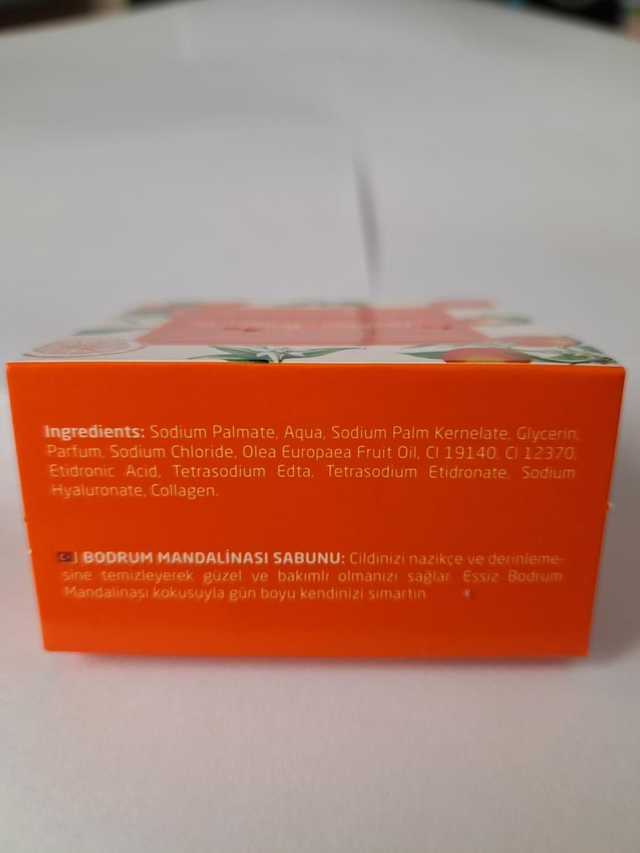 Ingredients: Sodium Palmate, Aqua, Sodium Palm Kernelate, Glycerin,
Parfum, Sodium Chloride, Olea Europaea Fruit Oil, CI 19140, CI 12370,
Etidronic Acid, Tetrasodium Edta, Tetrasodium Etidronate, Sodium
Hyaluronate, Collagen.
BODRUM MANDALİNASI SABUNU: Cildinizi nazikçe ve derinleme-
sine temizleyerek güzel ve bakımlı olmanızı sağlar. Eşsiz Bodrum
Mandalinası kokusuyla gün boyu kendinizi şımartın.